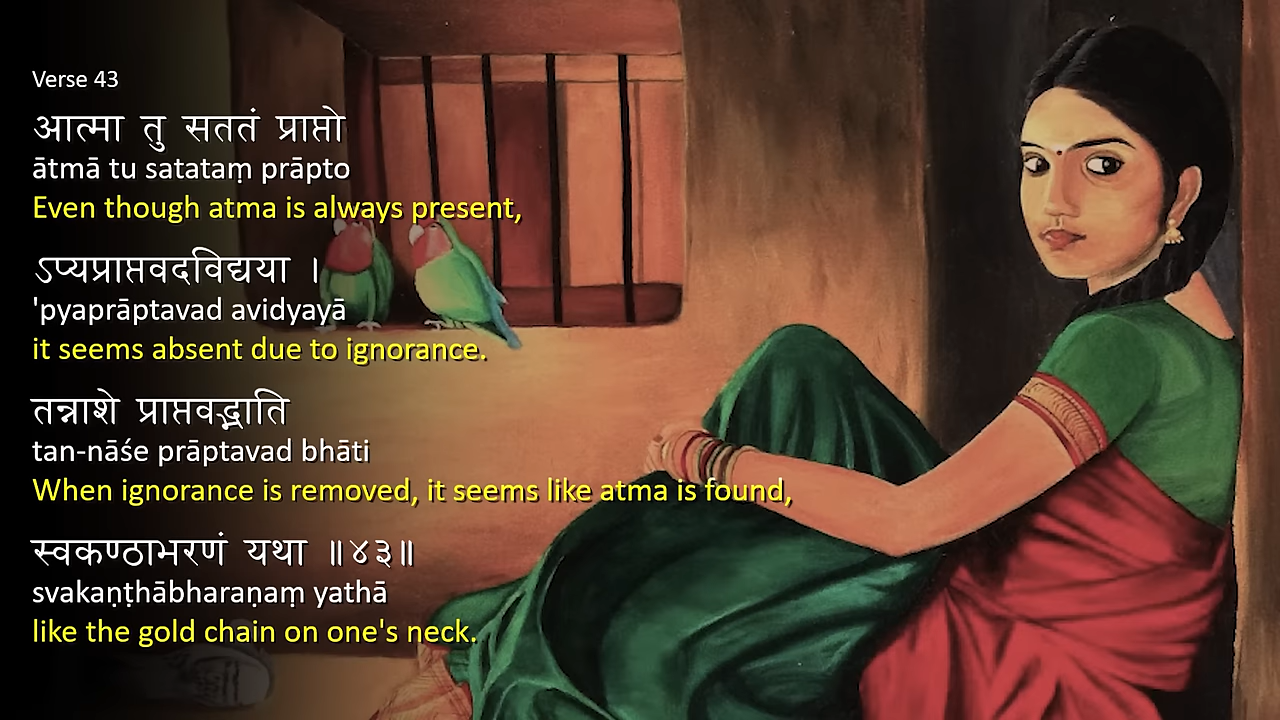 Verse 43
आत्मा तु सततं प्राप्तो
ātmā tu satataṃ prāpto
Even though atma is always present,
ऽप्यप्राप्तवदविद्यया ।
'pyaprāptavad avidyayā
it seems absent due to ignorance.
तन्नाशे प्राप्तवद्भाति
tan-nāśe prāptavad bhāti
When ignorance is removed, it seems like atma is found,
स्वकण्ठाभरणं यथा ॥४३॥
svakaṇṭhābharaṇaṃ yathā
like the gold chain on one's neck.